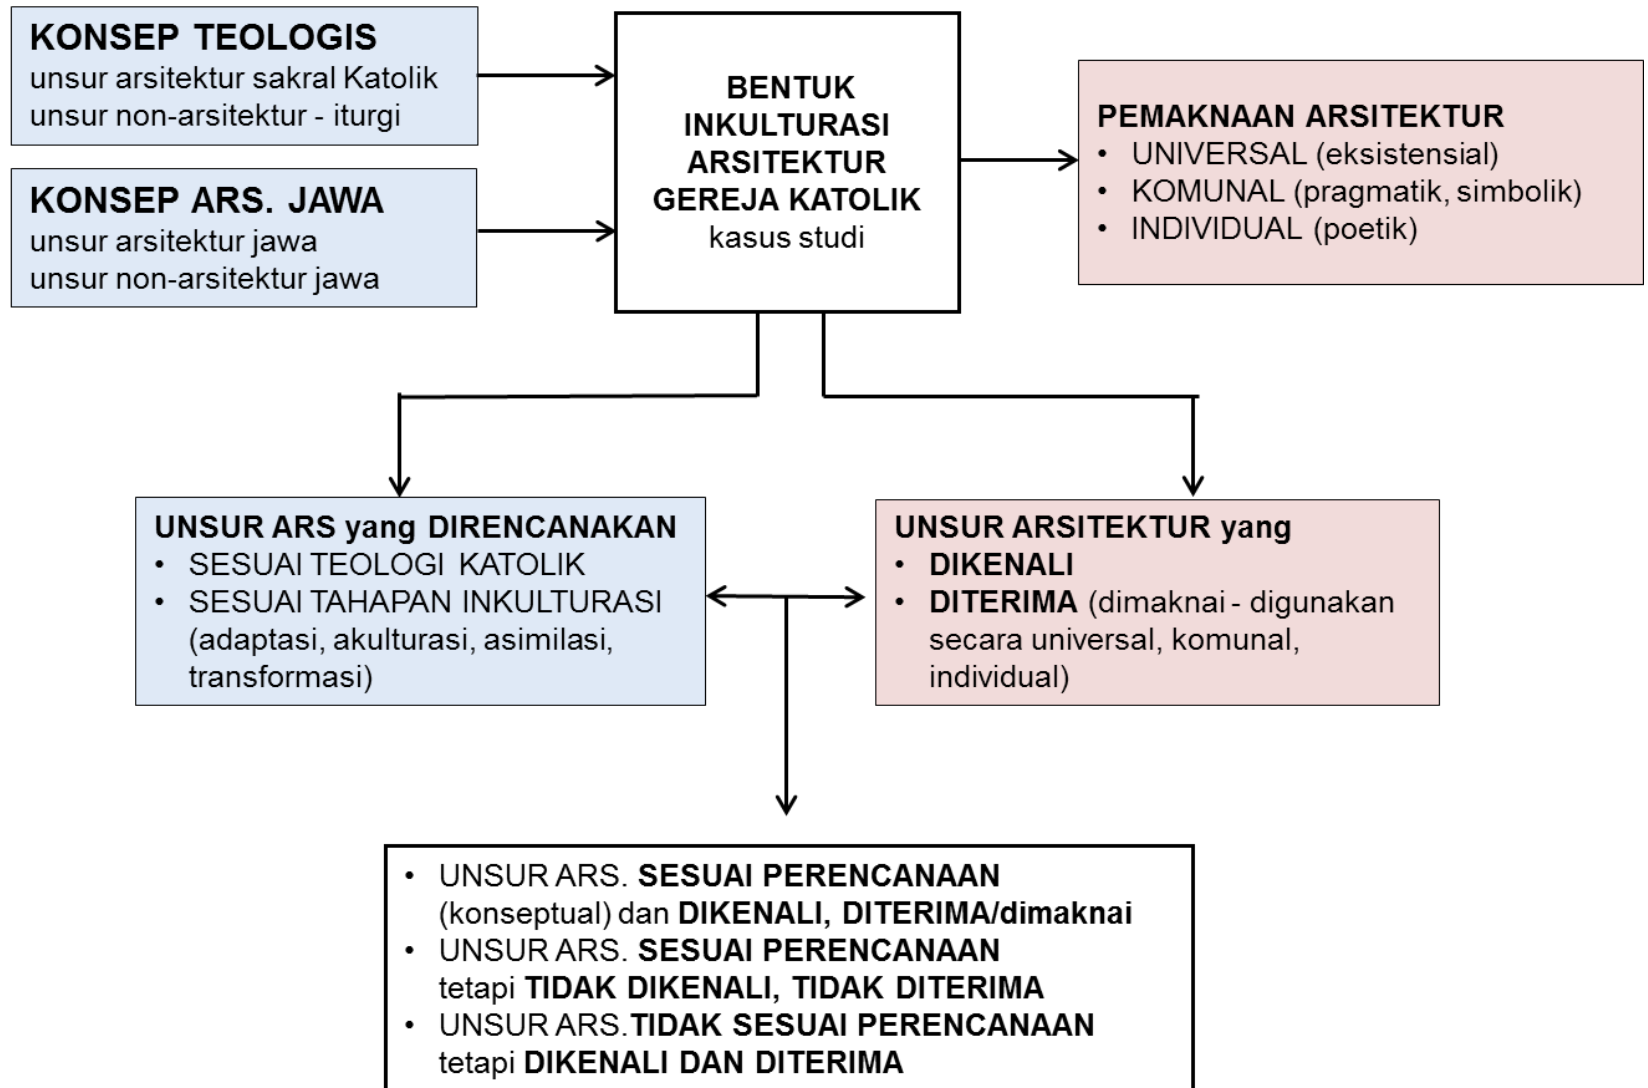 KONSEP TEOLOGIS
unsur arsitektur sakral Katolik
unsur non-arsitektur - iturgi
KONSEP ARS. JAWA
unsur arsitektur jawa
unsur non-arsitektur jawa
BENTUK
INKULTURASI
ARSITEKTUR
GEREJA KATOLIK
kasus studi
PEMAKNAAN ARSITEKTUR
• UNIVERSAL (eksistensial)
• KOMUNAL (pragmatik, simbolik)
• INDIVIDUAL (poetik)
UNSUR ARS yang DIRENCANAKAN
• SESUAI TEOLOGI KATOLIK
• SESUAI TAHAPAN INKULTURASI
(adaptasi, akulturasi, asimilasi,
transformasi)
UNSUR ARSITEKTUR yang
• DIKENALI
• DITERIMA (dimaknai - digunakan
secara universal, komunal,
individual)
• UNSUR ARS. SESUAI PERENCANAAN
(konseptual) dan DIKENALI, DITERIMA/dimaknai
• UNSUR ARS. SESUAI PERENCANAAN
tetapi TIDAK DIKENALI, TIDAK DITERIMA
• UNSUR ARS.TIDAK SESUAI PERENCANAAN
tetapi DIKENALI DAN DITERIMA